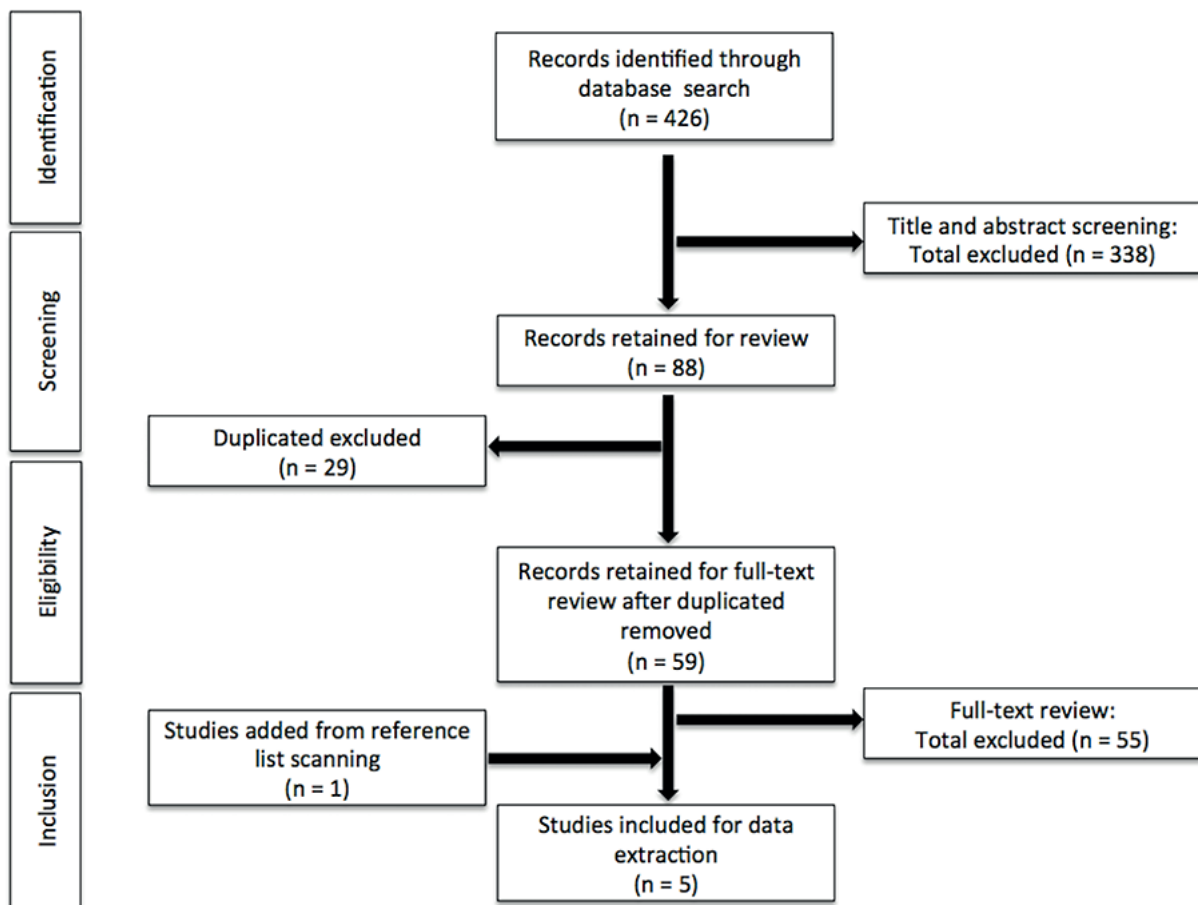 Identification
Records identified through
database search
(n = 426)
Title and abstract screening:
Total excluded (n = 338)
Screening
Records retained for review
(n = 88)
Duplicated excluded
(n = 29)
Eligibility
Records retained for full-text
review after duplicated
removed
(n = 59)
Full-text review:
Total excluded (n = 55)
Inclusion
Studies added from reference
list scanning
(n = 1)
Studies included for data
extraction
(n = 5)